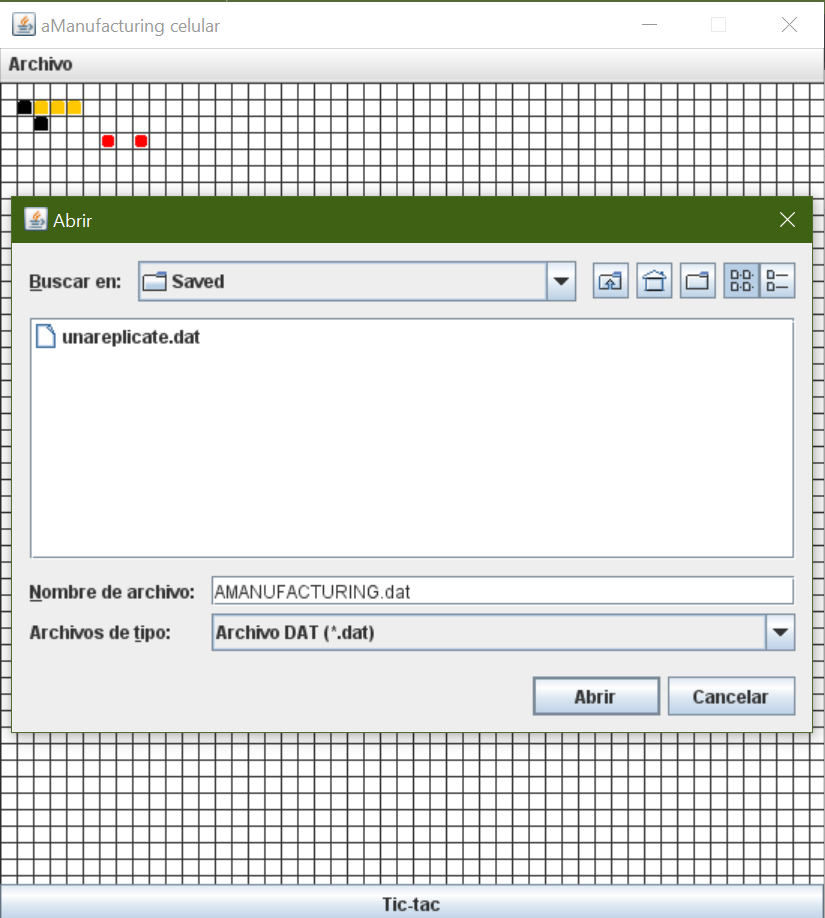 aManufacturing celular
Archivo
Abrir
Buscar en: Saved
unareplicate.dat
Nombre de archivo: AMANUFACTURING.dat
Archivos de tipo: Archivo DAT (*.dat)
Abrir Cancelar
Tic-tac